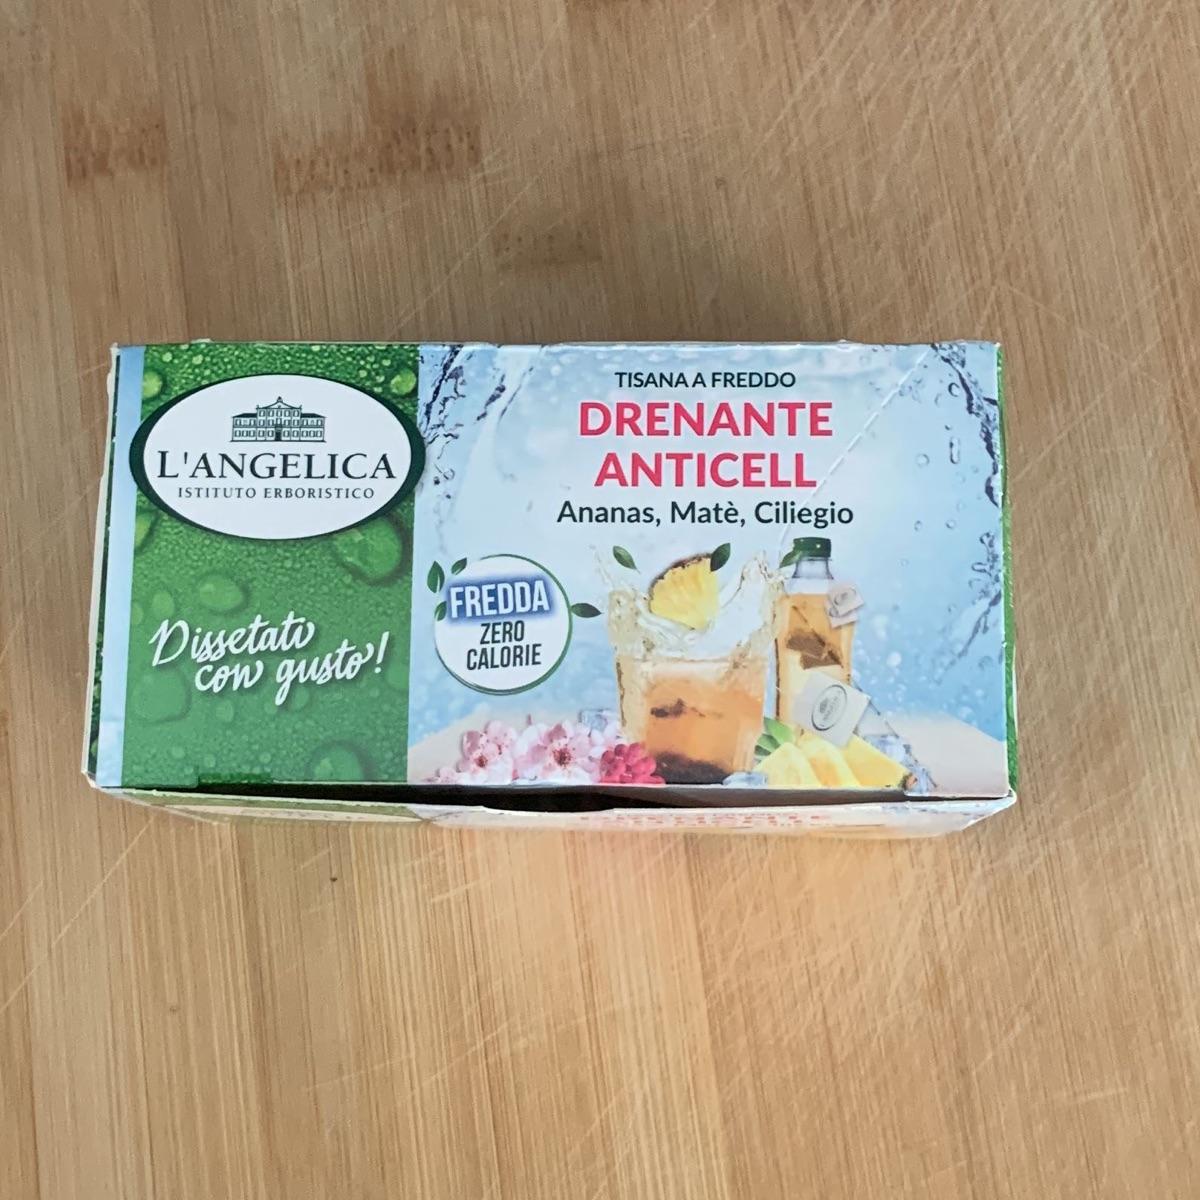 L'ANGELICA
ISTITUTO ERBORISTICO
Dissetati
con gusto!
TISANA A FREDDO
DRENANTE
ANTICELL
Ananas, Matè, Ciliegio
FREDDA
ZERO
CALORIE